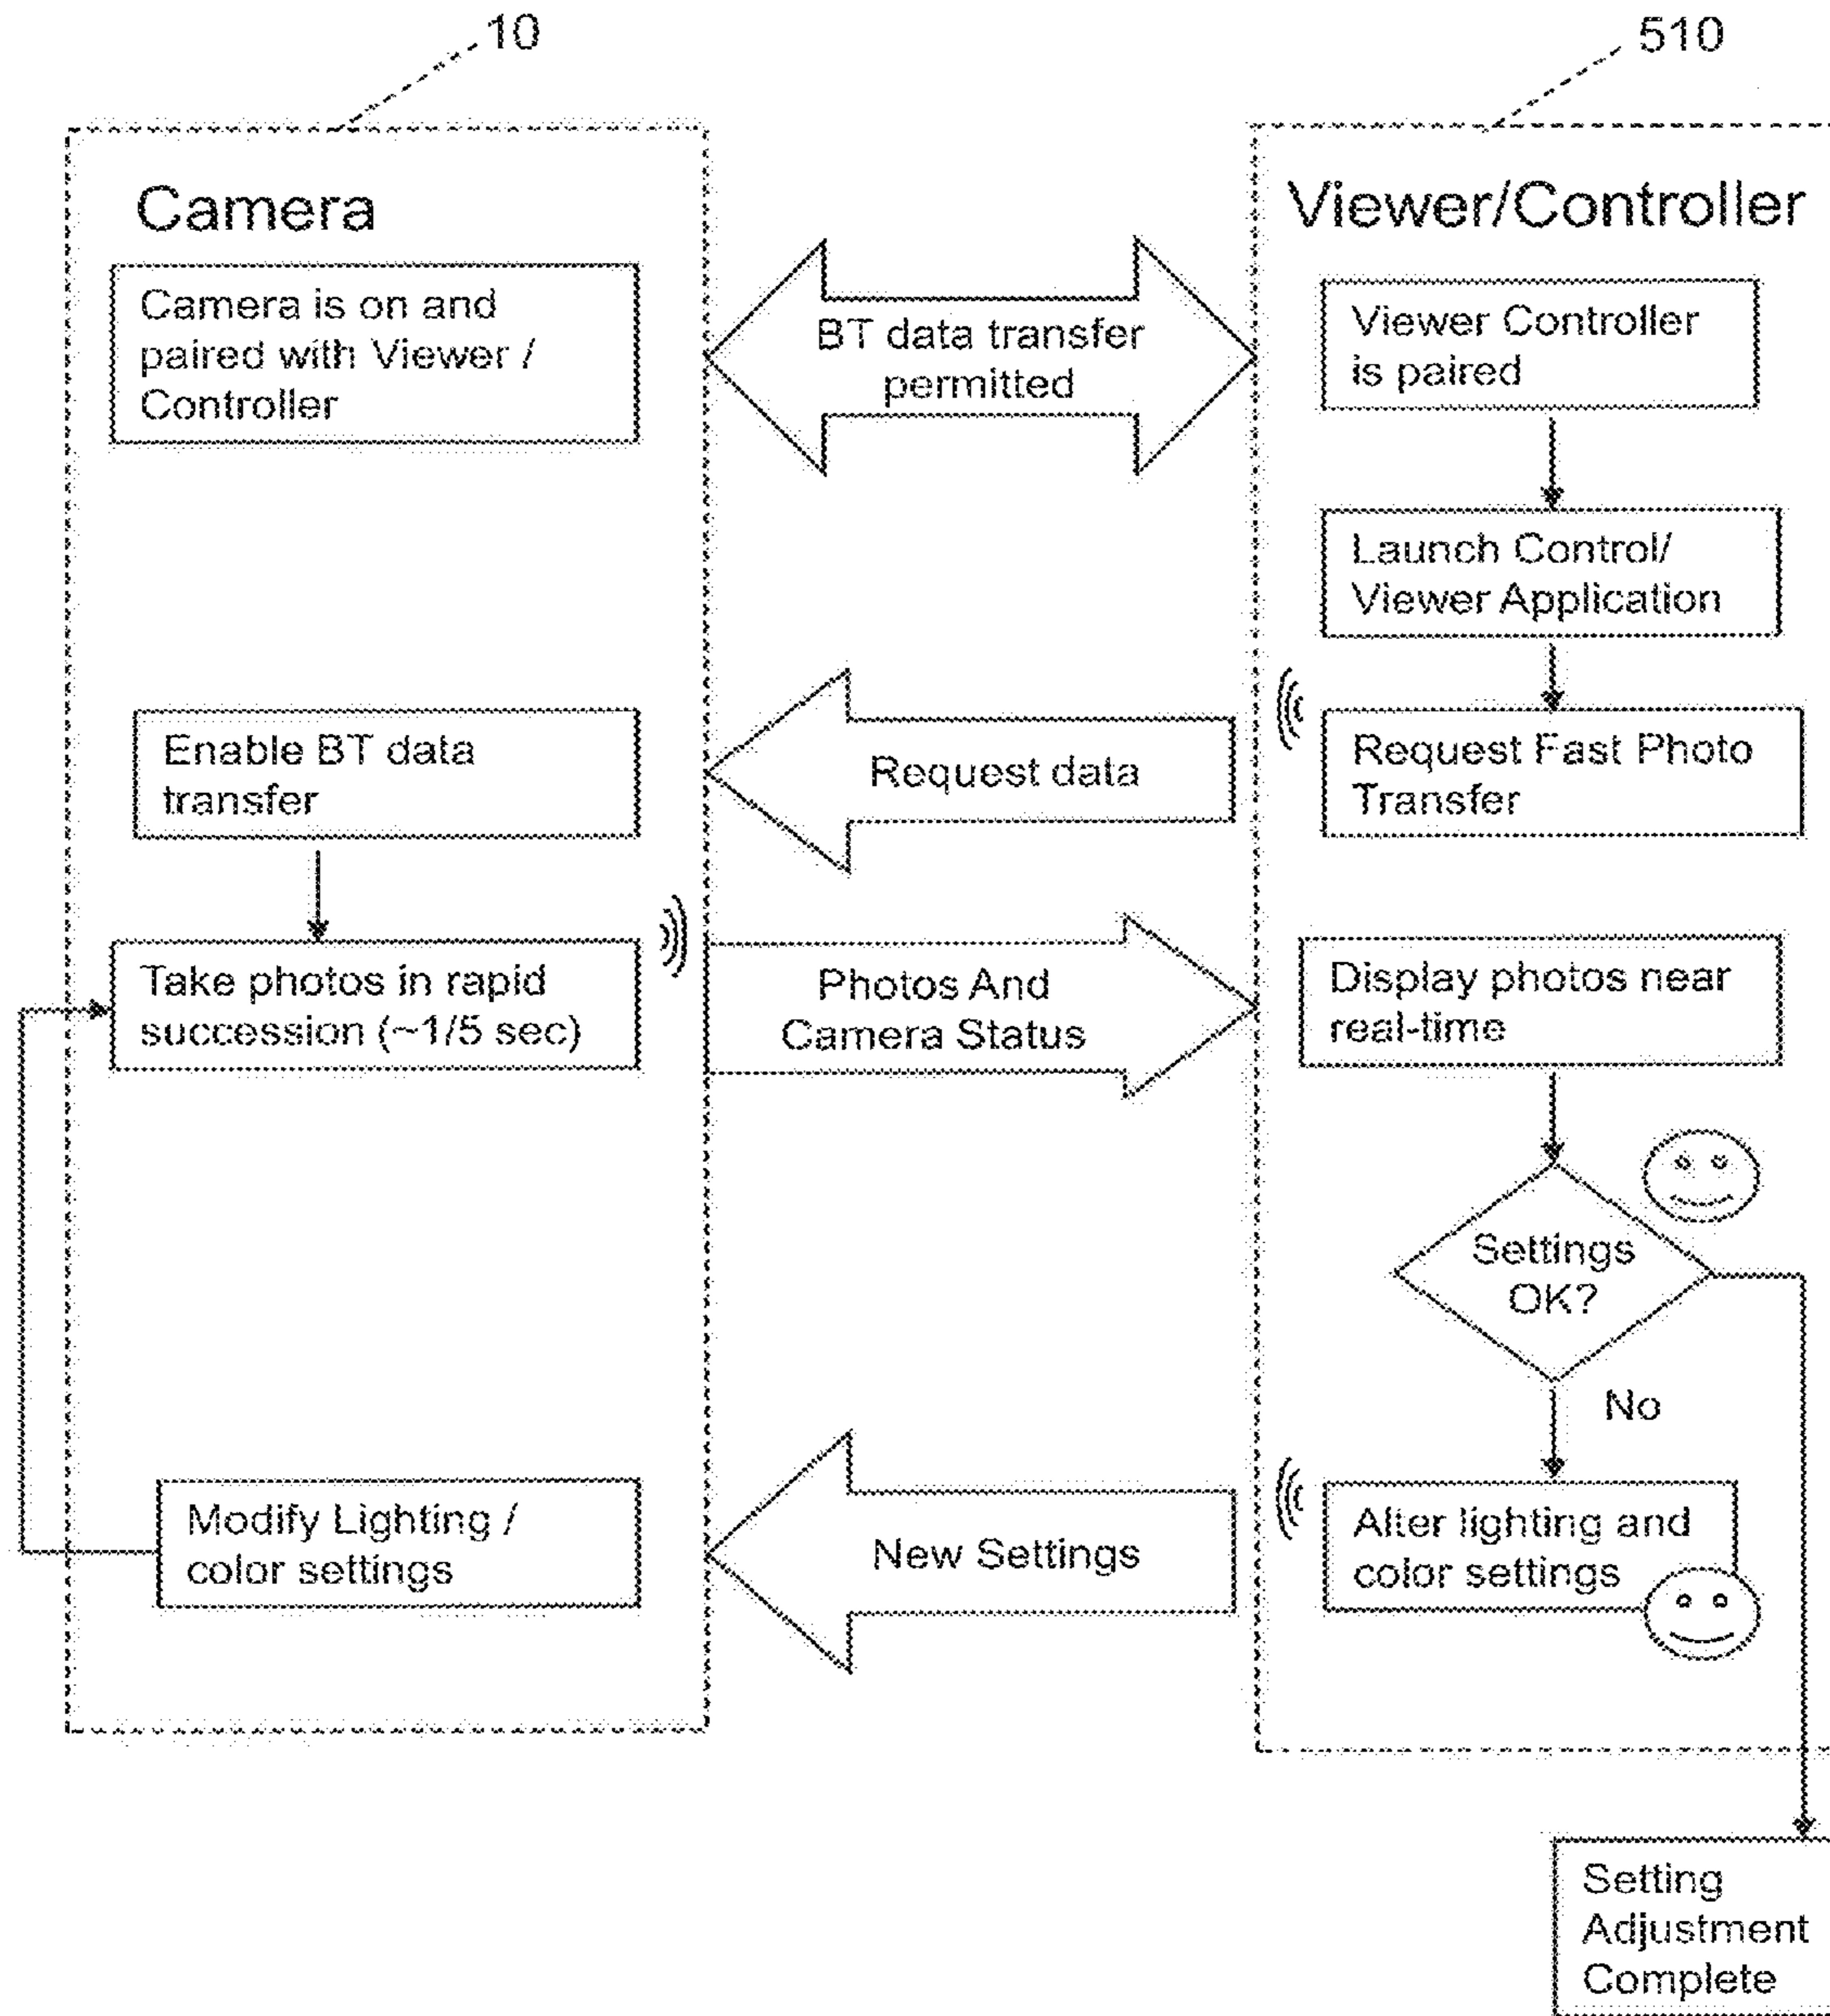 10
510
Camera
Viewer/Controller
Camera is on and
paired with Viewer /
Controller
BT data transfer
permitted
Viewer Controller
is paired
Launch Control/
Viewer Application
Enable BT data
transfer
Request data
Request Fast Photo
Transfer
Take photos in rapid
succession (~1/5 sec)
Photos And
Camera Status
Display photos near
real-time
Settings
OK?
No
Modify Lighting /
color settings
New Settings
Alter lighting and
color settings
Setting
Adjustment
Complete